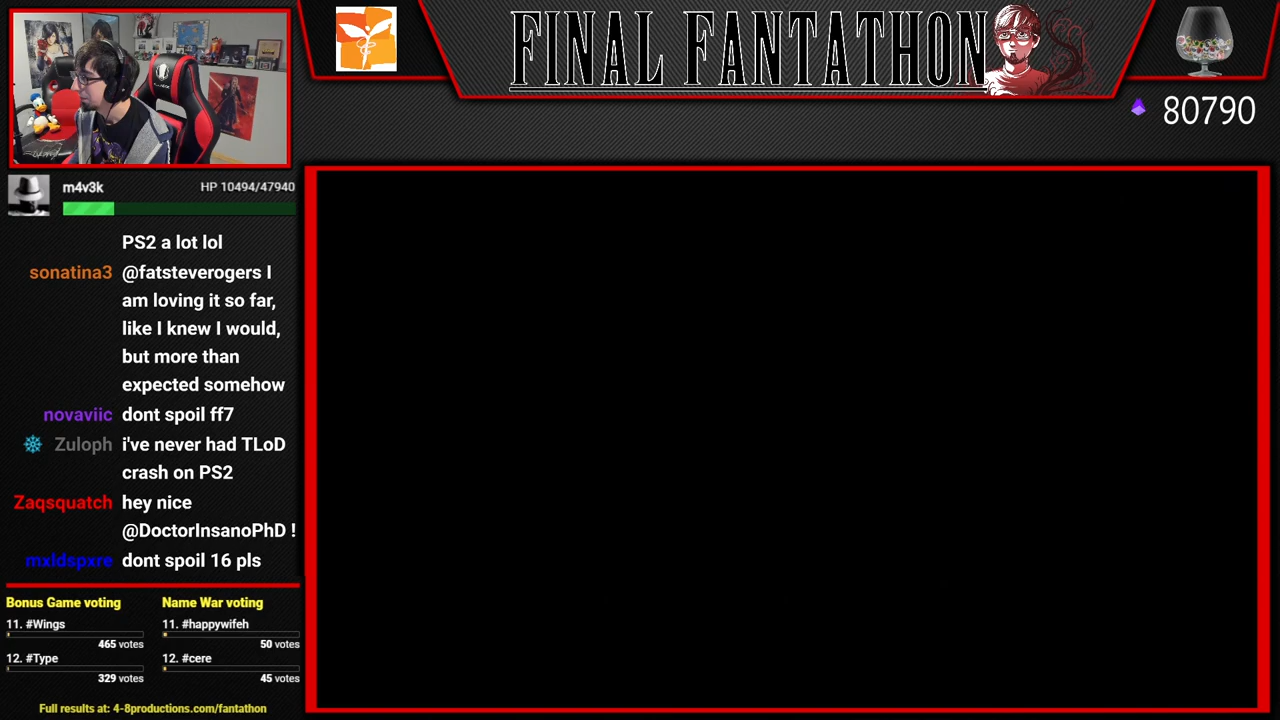 FINAL FANTATHON
80790
m4v3k
HP 10494/47940
PS2 a lot lol
sonatina3 @fatsteverogers I
am loving it so far,
like I knew I would,
but more than
expected somehow
novaviic dont spoil ff7
Zuloph i've never had TLoD
crash on PS2
Zaqsquatch hey nice
@DoctorInsanoPhD !
mxldspxre dont spoil 16 pls
Bonus Game voting
11. #Wings
465 votes
12. #Type
329 votes
Name War voting
11. #happywifeh
50 votes
12. #cere
45 votes
Full results at: 4-8productions.com/fantathon